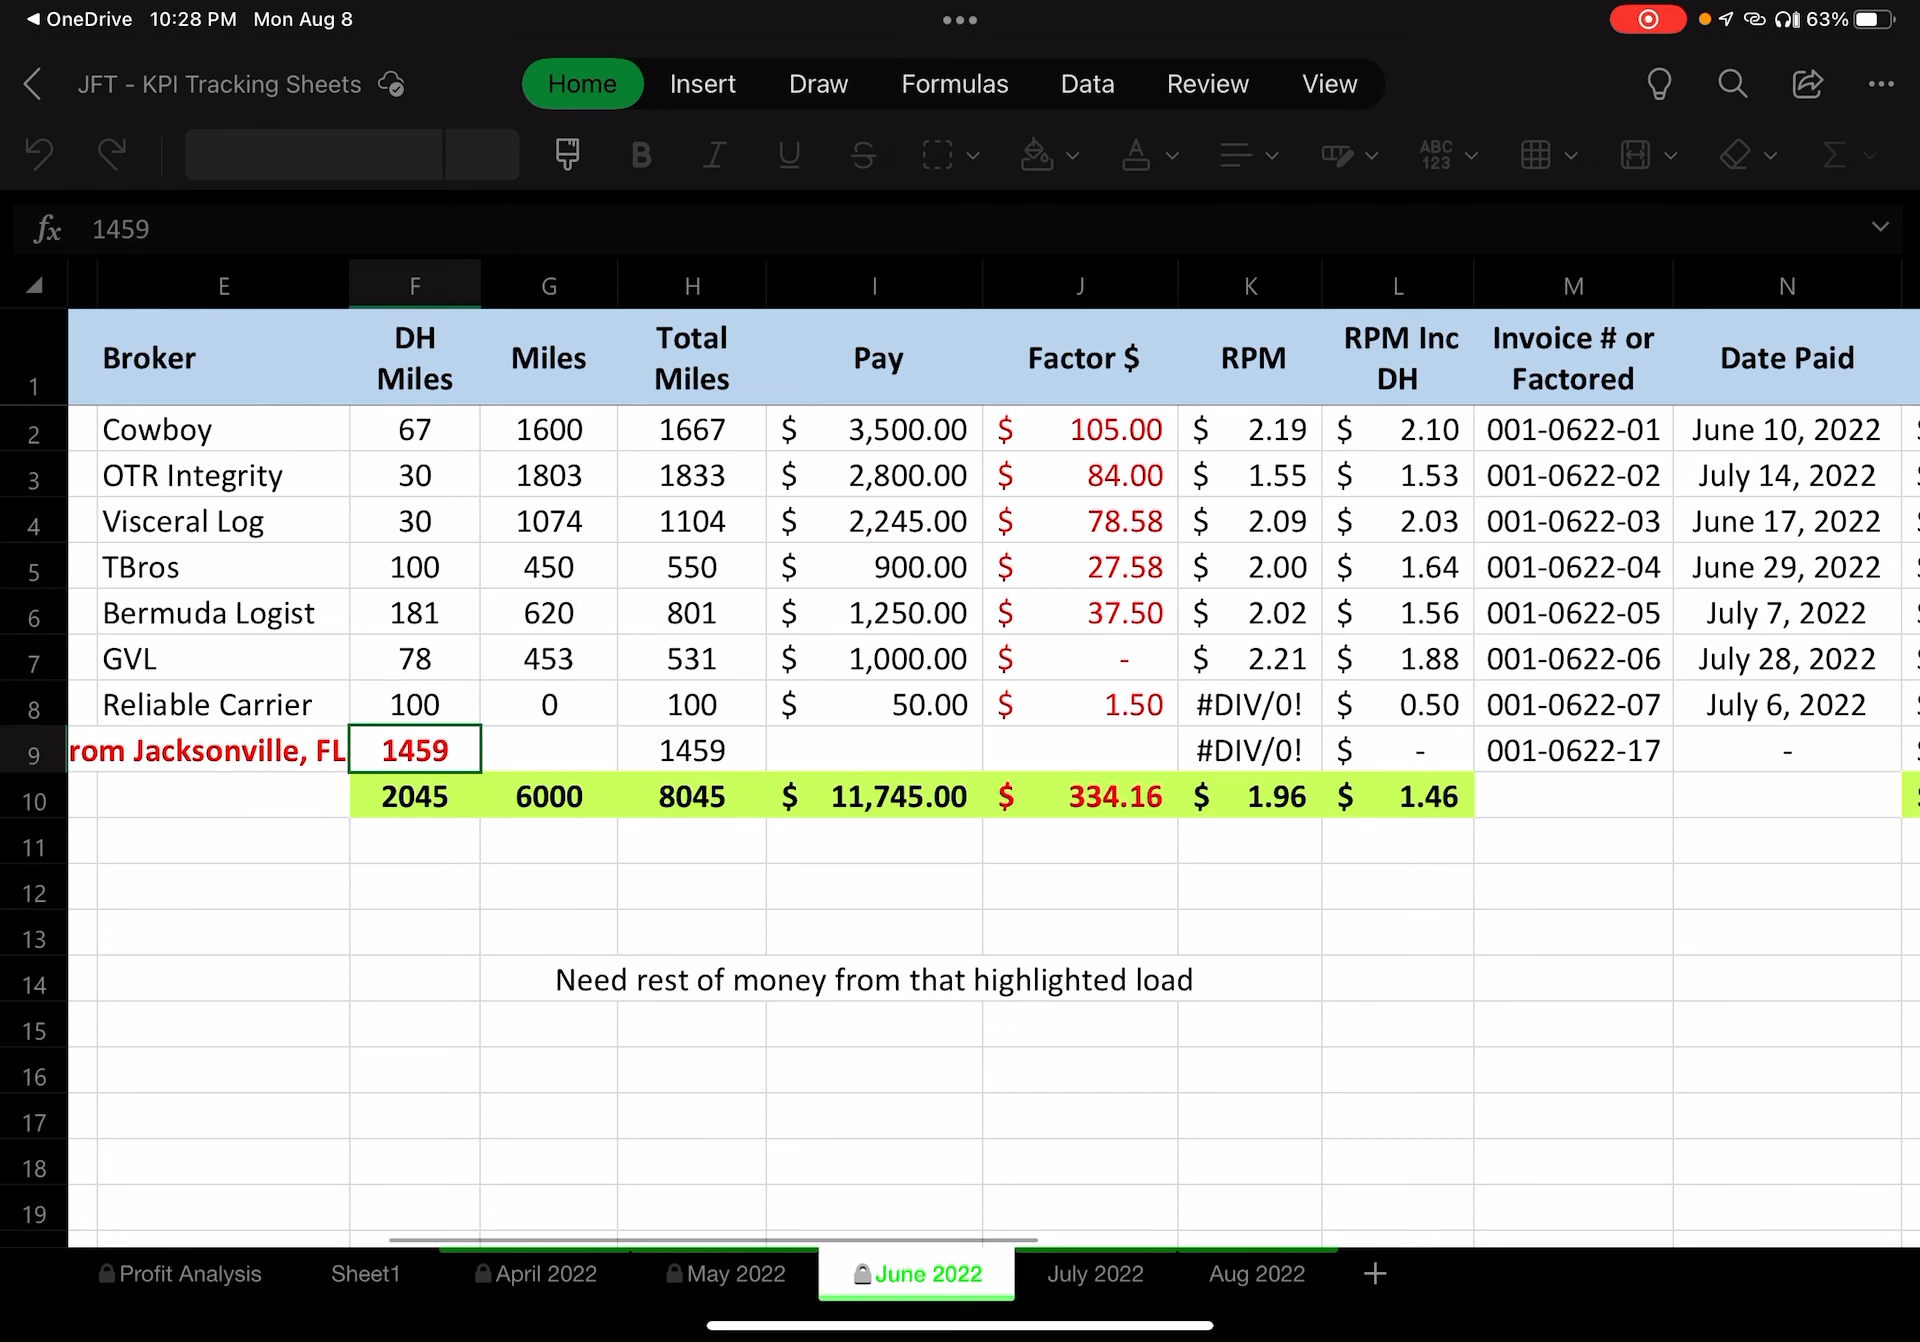 OneDrive 10:28 PM Mon Aug 8 63%
JFT - KPI Tracking Sheets Home Insert Draw Formulas Data Review View
B I U S A ABC 123
fx 1459
E F G H I J K L M N
1 Broker DH Miles Miles Total Miles Pay Factor $ RPM RPM Inc DH Invoice # or Factored Date Paid
2 Cowboy 67 1600 1667 $ 3,500.00 $ 105.00 $ 2.19 $ 2.10 001-0622-01 June 10, 2022
3 OTR Integrity 30 1803 1833 $ 2,800.00 $ 84.00 $ 1.55 $ 1.53 001-0622-02 July 14, 2022
4 Visceral Log 30 1074 1104 $ 2,245.00 $ 78.58 $ 2.09 $ 2.03 001-0622-03 June 17, 2022
5 TBros 100 450 550 $ 900.00 $ 27.58 $ 2.00 $ 1.64 001-0622-04 June 29, 2022
6 Bermuda Logist 181 620 801 $ 1,250.00 $ 37.50 $ 2.02 $ 1.56 001-0622-05 July 7, 2022
7 GVL 78 453 531 $ 1,000.00 $ - $ 2.21 $ 1.88 001-0622-06 July 28, 2022
8 Reliable Carrier 100 0 100 $ 50.00 $ 1.50 #DIV/0! $ 0.50 001-0622-07 July 6, 2022
9 rom Jacksonville, FL 1459 1459 #DIV/0! $ - 001-0622-17 -
10 2045 6000 8045 $ 11,745.00 $ 334.16 $ 1.96 $ 1.46
11
12
13
14 Need rest of money from that highlighted load
15
16
17
18
19
Profit Analysis Sheet1 April 2022 May 2022 June 2022 July 2022 Aug 2022 +